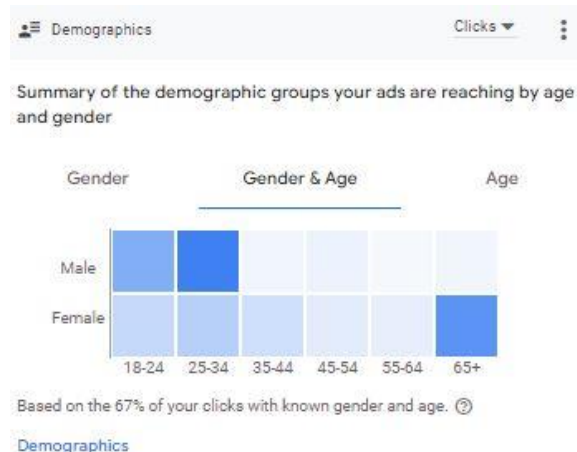 Demographics
Clicks
Summary of the demographic groups your ads are reaching by age
and gender
Gender
Gender & Age
Age
Male
Female
18-24 25-34 35-44 45-54 55-64 65+
Based on the 67% of your clicks with known gender and age.
Demographics